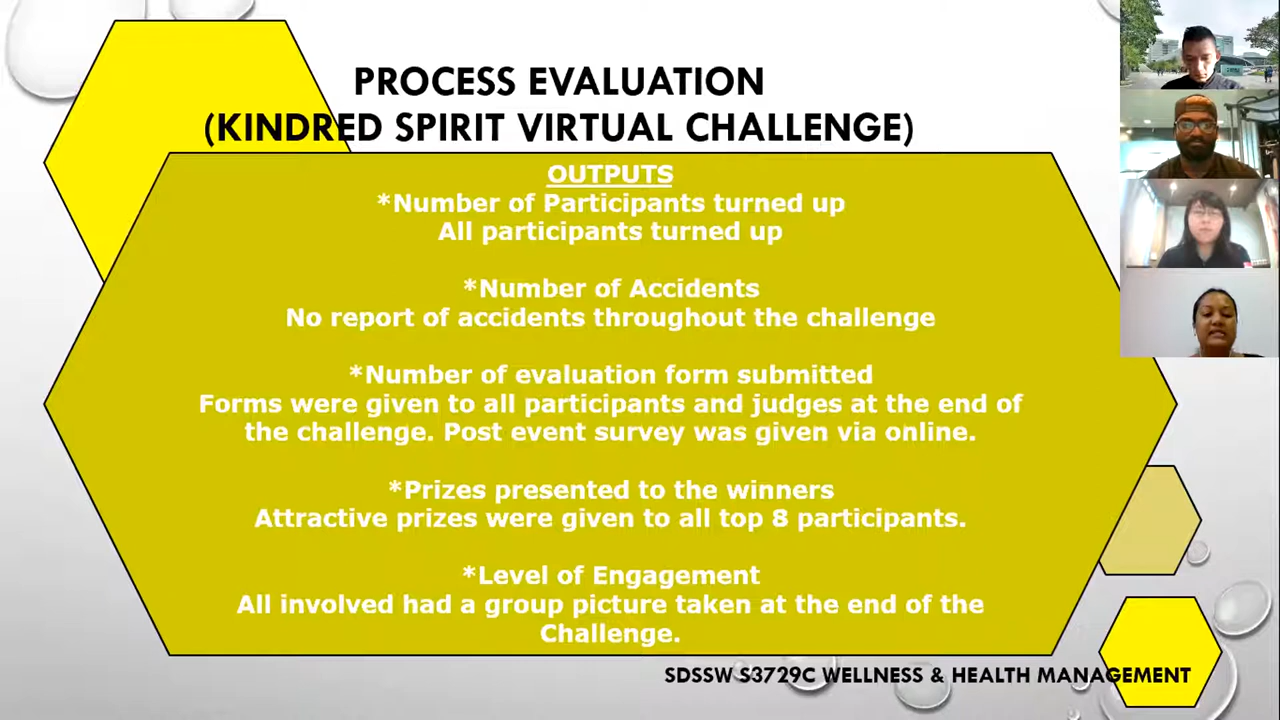 PROCESS EVALUATION
(KINDRED SPIRIT VIRTUAL CHALLENGE)
OUTPUTS
*Number of Participants turned up
All participants turned up
*Number of Accidents
No report of accidents throughout the challenge
*Number of evaluation form submitted
Forms were given to all participants and judges at the end of
the challenge. Post event survey was given via online.
*Prizes presented to the winners
Attractive prizes were given to all top 8 participants.
*Level of Engagement
All involved had a group picture taken at the end of the
Challenge.
SDSSW S3729C WELLNESS & HEALTH MANAGEMENT